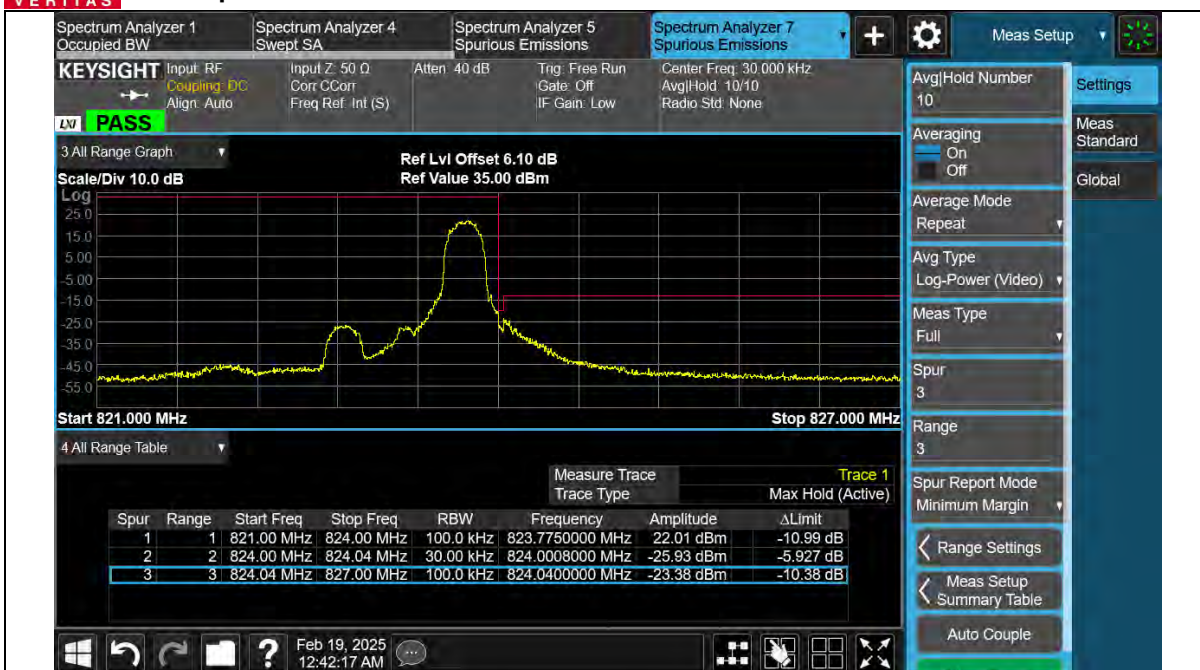 VERITAS
Spectrum Analyzer 1
Occupied BW
Spectrum Analyzer 4
Swept SA
Spectrum Analyzer 5
Spurious Emissions
Spectrum Analyzer 7
Spurious Emissions
Meas Setup
KEYSIGHT
Input: RF
Coupling: DC
Align: Auto
Input Z: 50 Ω
Corr CCorr
Freq Ref: Int (S)
Atten: 40 dB
Trig: Free Run
Gate: Off
IF Gain: Low
Center Freq: 30.000 kHz
Avg|Hold: 10/10
Radio Std: None
LXI
PASS
3 All Range Graph
Scale/Div 10.0 dB
Ref Lvl Offset 6.10 dB
Ref Value 35.00 dBm
Log
25.0
15.0
5.00
-5.00
-15.0
-25.0
-35.0
-45.0
-55.0
Start 821.000 MHz
Stop 827.000 MHz
4 All Range Table
Measure Trace Trace 1
Trace Type Max Hold (Active)
Spur Range Start Freq Stop Freq RBW Frequency Amplitude ΔLimit
1 1 821.00 MHz 824.00 MHz 100.0 kHz 823.7750000 MHz 22.01 dBm -10.99 dB
2 2 824.00 MHz 824.04 MHz 30.00 kHz 824.0008000 MHz -25.93 dBm -5.927 dB
3 3 824.04 MHz 827.00 MHz 100.0 kHz 824.0400000 MHz -23.38 dBm -10.38 dB
Avg|Hold Number
10
Averaging
On
Off
Average Mode
Repeat
Avg Type
Log-Power (Video)
Meas Type
Full
Spur
3
Range
3
Spur Report Mode
Minimum Margin
Range Settings
Meas Setup
Summary Table
Auto Couple
Settings
Meas
Standard
Global
Feb 19, 2025
12:42:17 AM